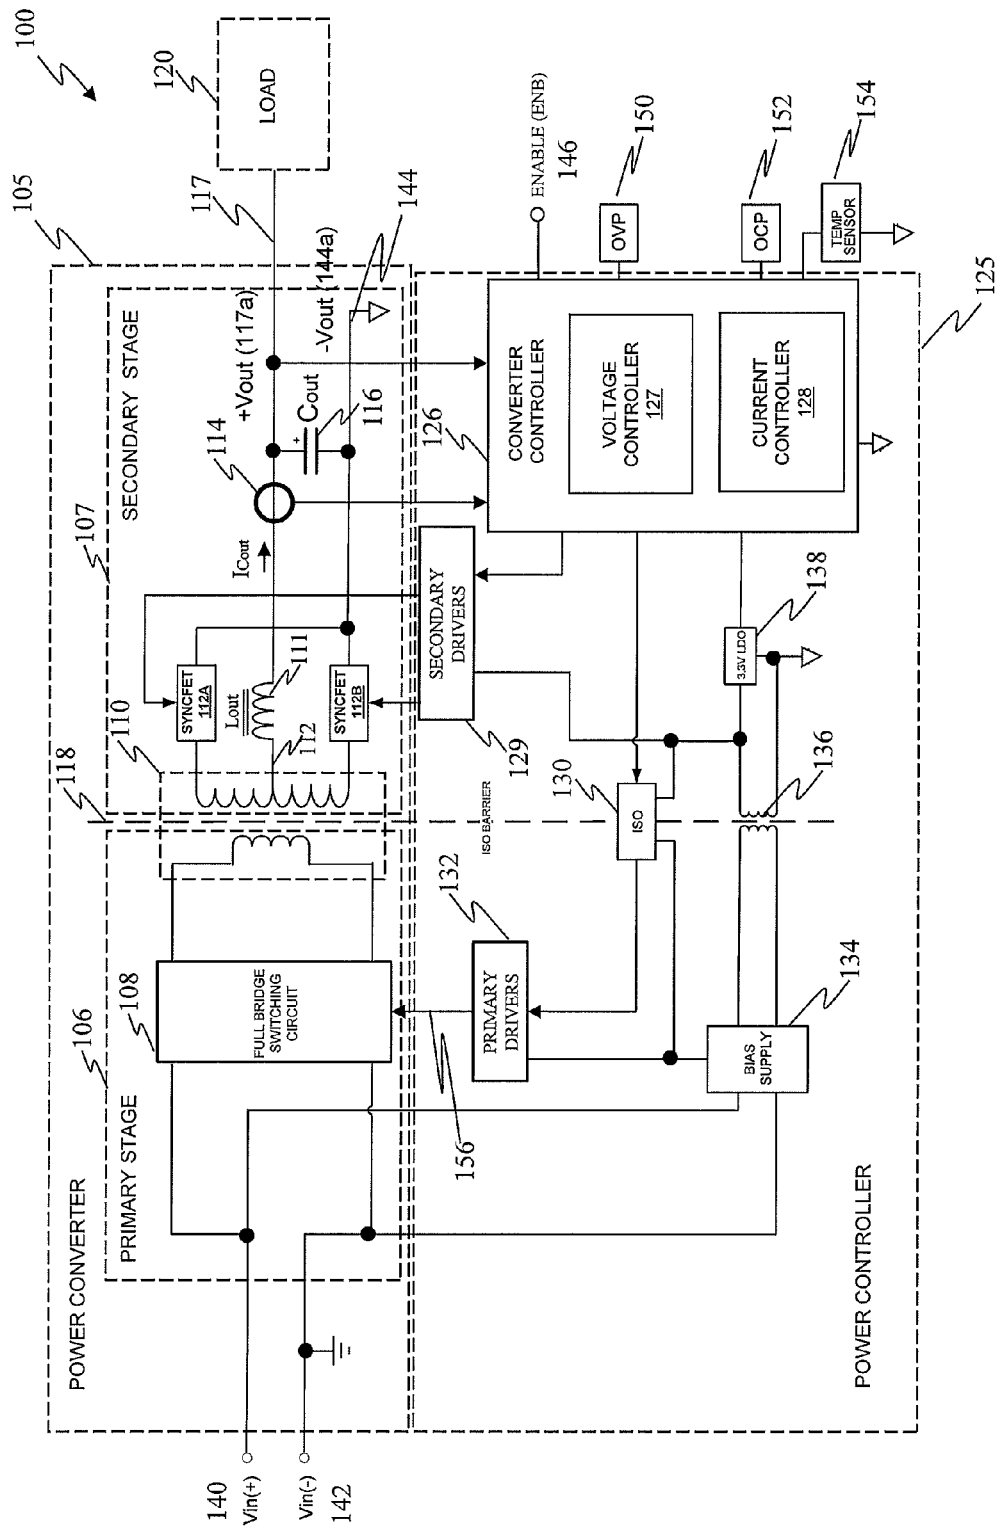 100
105
POWER CONVERTER
106
PRIMARY STAGE
108
FULL BRIDGE
SWITCHING
CIRCUIT
118
110
107
SECONDARY STAGE
SYNCFET
112A
Lout
111
112
SYNCFET
112B
ICout
114
+Vout (117a)
+
Cout
116
-Vout (144a)
144
117
120
LOAD
140
Vin(+)
Vin(-)
142
156
132
PRIMARY
DRIVERS
ISO BARRIER
129
SECONDARY
DRIVERS
130
ISO
134
BIAS
SUPPLY
136
138
3.3V LDO
126
CONVERTER
CONTROLLER
VOLTAGE
CONTROLLER
127
CURRENT
CONTROLLER
128
ENABLE (ENB)
146
OVP
150
OCP
152
TEMP
SENSOR
154
POWER CONTROLLER
125